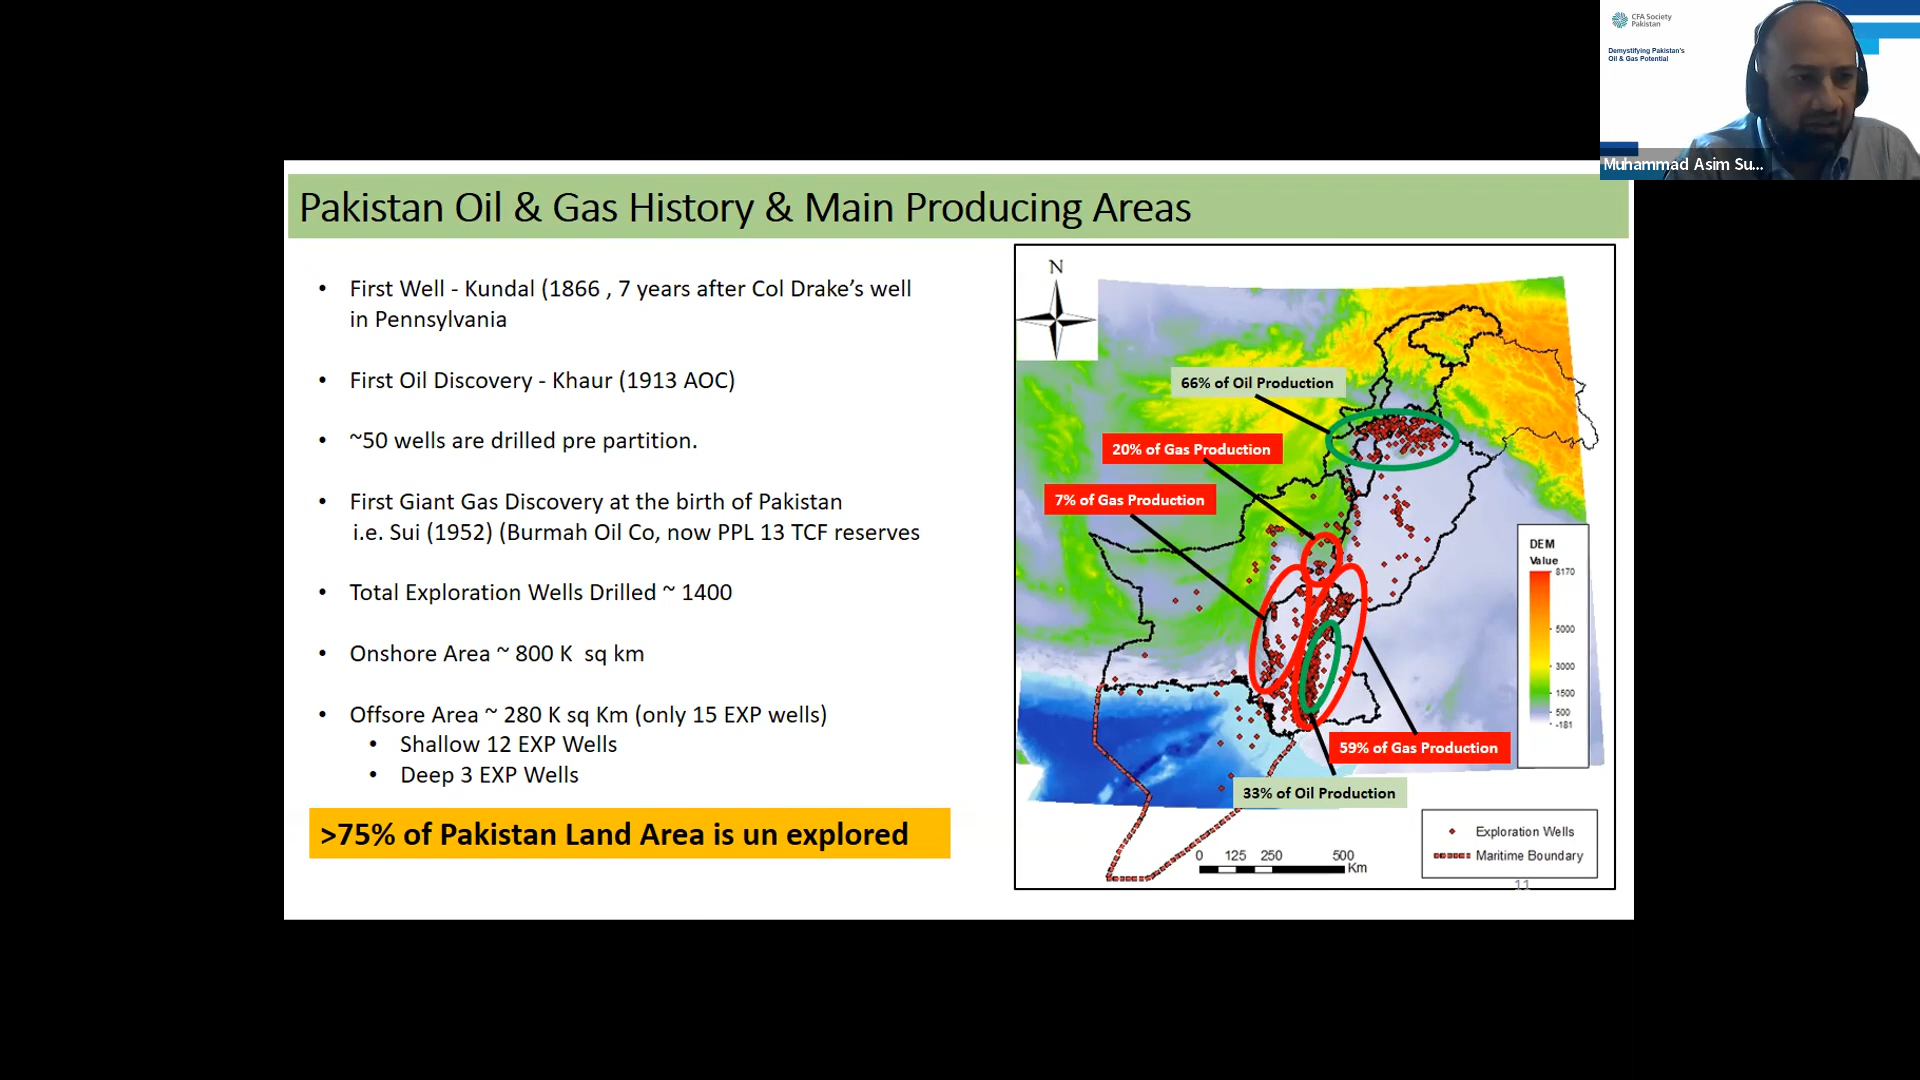 CFA Society
Pakistan
Demystifying Pakistan's
Oil & Gas Potential
Muhammad Asim Su...
Pakistan Oil & Gas History & Main Producing Areas
• First Well - Kundal (1866 , 7 years after Col Drake’s well
in Pennsylvania
• First Oil Discovery - Khaur (1913 AOC)
• ~50 wells are drilled pre partition.
• First Giant Gas Discovery at the birth of Pakistan
i.e. Sui (1952) (Burmah Oil Co, now PPL 13 TCF reserves
• Total Exploration Wells Drilled ~ 1400
• Onshore Area ~ 800 K sq km
• Offsore Area ~ 280 K sq Km (only 15 EXP wells)
• Shallow 12 EXP Wells
• Deep 3 EXP Wells
>75% of Pakistan Land Area is un explored
N
66% of Oil Production
20% of Gas Production
7% of Gas Production
59% of Gas Production
33% of Oil Production
DEM
Value
8170
5000
3000
1500
500
-181
Exploration Wells
Maritime Boundary
0 125 250 500
Km
11